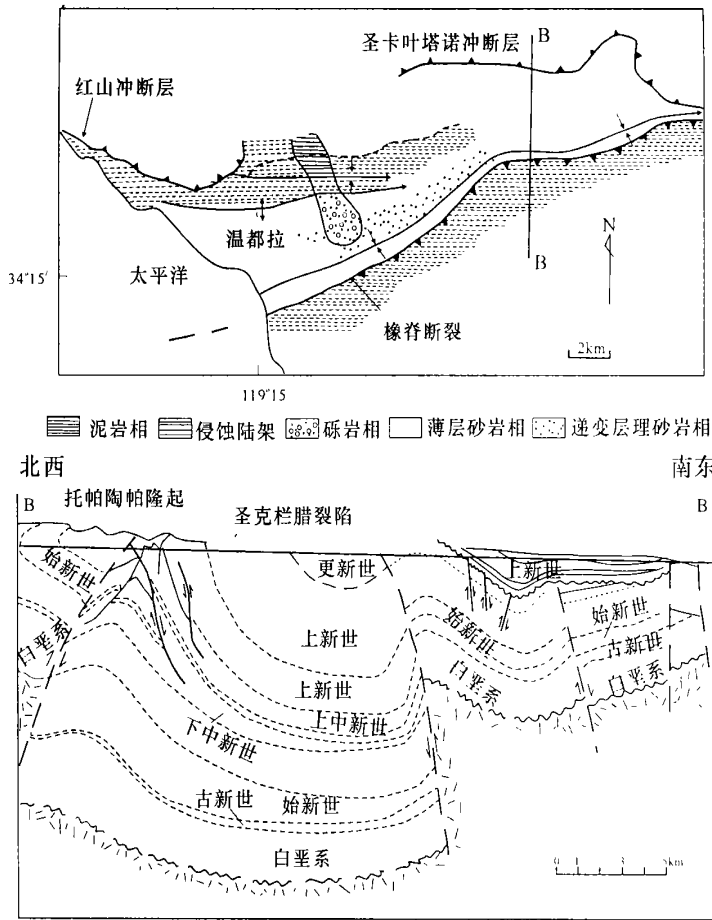 圣卡叶塔诺冲断层
B
红山冲断层
温都拉
N
B
34°15′
太平洋
橡脊断裂
2km
119°15
泥岩相 侵蚀陆架 砾岩相 薄层砂岩相 递变层理砂岩相
北西 南东
B 托帕陶帕隆起 B
圣克栏腊裂陷
始新世 更新世 上新世
白垩系 上新世 始新世 始新世
古新世
上新世 白垩系 白垩系
上中新世
下中新世
古新世 始新世
白垩系
0 1 3 5km